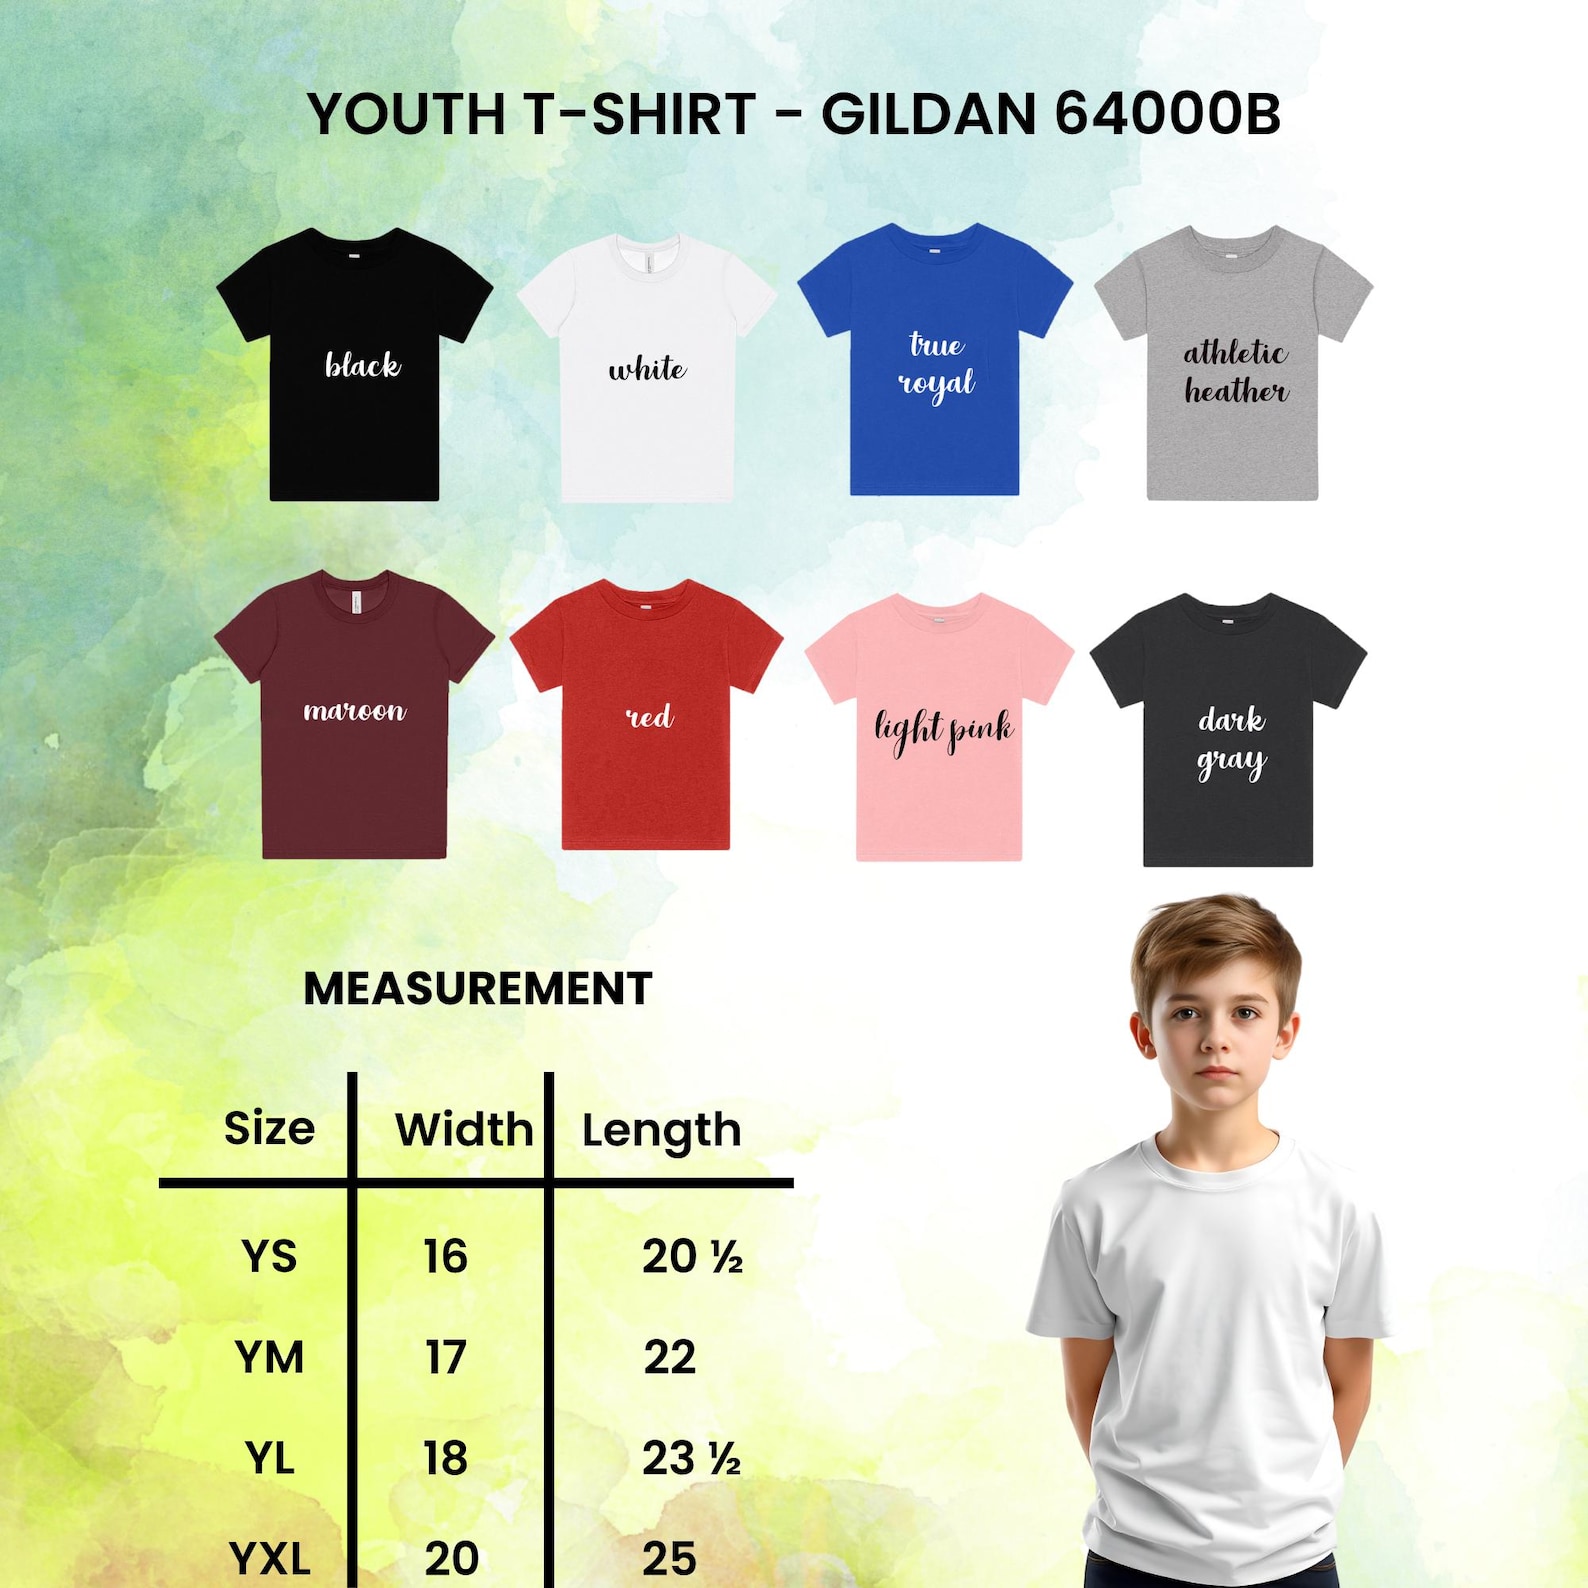 YOUTH T-SHIRT - GILDAN 64000B
black
white
true
royal
athletic
heather
maroon
red
light pink
dark
gray
MEASUREMENT
Size Width Length
YS 16 20 ½
YM 17 22
YL 18 23 ½
YXL 20 25